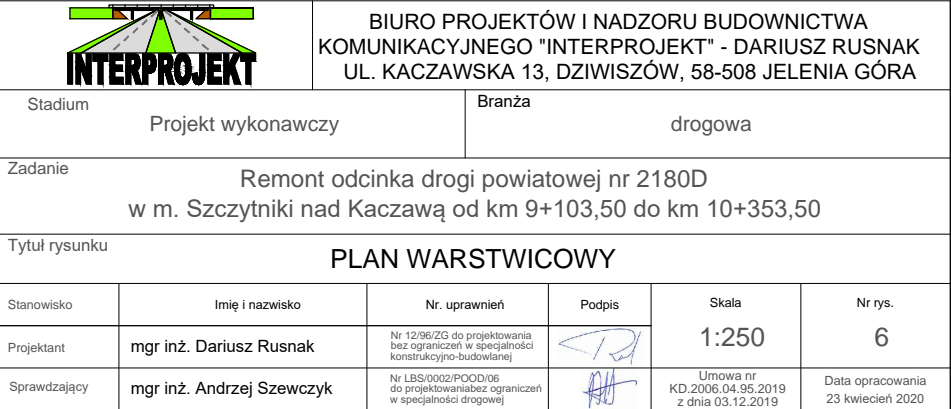 INTERPROJEKT
BIURO PROJEKTÓW I NADZORU BUDOWNICTWA
KOMUNIKACYJNEGO "INTERPROJEKT" - DARIUSZ RUSNAK
UL. KACZAWSKA 13, DZIWISZÓW, 58-508 JELENIA GÓRA
Stadium
Projekt wykonawczy
Branża
drogowa
Zadanie
Remont odcinka drogi powiatowej nr 2180D
w m. Szczytniki nad Kaczawą od km 9+103,50 do km 10+353,50
Tytuł rysunku
PLAN WARSTWICOWY
Stanowisko
Imię i nazwisko
Nr. uprawnień
Podpis
Skala
Nr rys.
Projektant
mgr inż. Dariusz Rusnak
Nr 12/96/ZG do projektowania
bez ograniczeń w specjalności
konstrukcyjno-budowlanej
1:250
6
Sprawdzający
mgr inż. Andrzej Szewczyk
Nr LBS/0002/POOD/06
do projektowaniabez ograniczeń
w specjalności drogowej
Umowa nr
KD.2006.04.95.2019
z dnia 03.12.2019
Data opracowania
23 kwiecień 2020